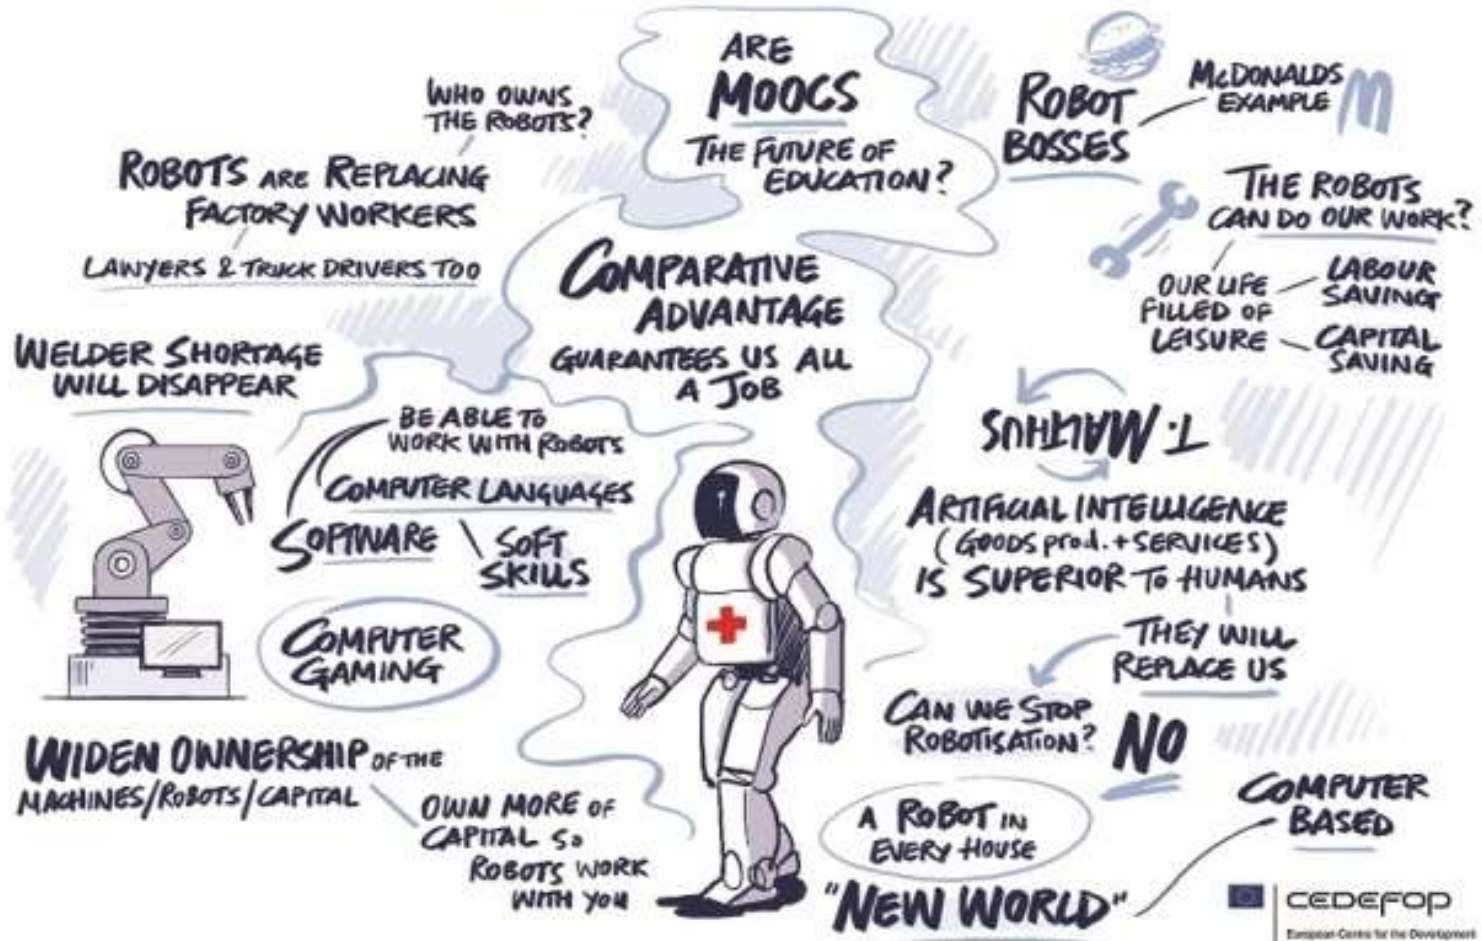 ARE
MOOCS
THE FUTURE OF
EDUCATION?
WHO OWNS
THE ROBOTS?
ROBOTS ARE REPLACING
FACTORY WORKERS
LAWYERS & TRUCK DRIVERS TOO
ROBOT
BOSSES
McDONALDS
EXAMPLE
M
THE ROBOTS
CAN DO OUR WORK?
OUR LIFE
FILLED OF
LEISURE
LABOUR
SAVING
CAPITAL
SAVING
COMPARATIVE
ADVANTAGE
GUARANTEES US ALL
A JOB
WELDER SHORTAGE
WILL DISAPPEAR
BE ABLE TO
WORK WITH ROBOTS
COMPUTER LANGUAGES
SOFTWARE
SOFT
SKILLS
COMPUTER
GAMING
T. MALTHUS
ARTIFICIAL INTELLIGENCE
(GOODS prod. + SERVICES)
IS SUPERIOR TO HUMANS
THEY WILL
REPLACE US
CAN WE STOP
ROBOTISATION?
NO
WIDEN OWNERSHIP OF THE
MACHINES/ROBOTS/CAPITAL
OWN MORE OF
CAPITAL SO
ROBOTS WORK
WITH YOU
A ROBOT IN
EVERY HOUSE
"NEW WORLD"
COMPUTER
BASED
CEDEFOP
European Centre for the Development